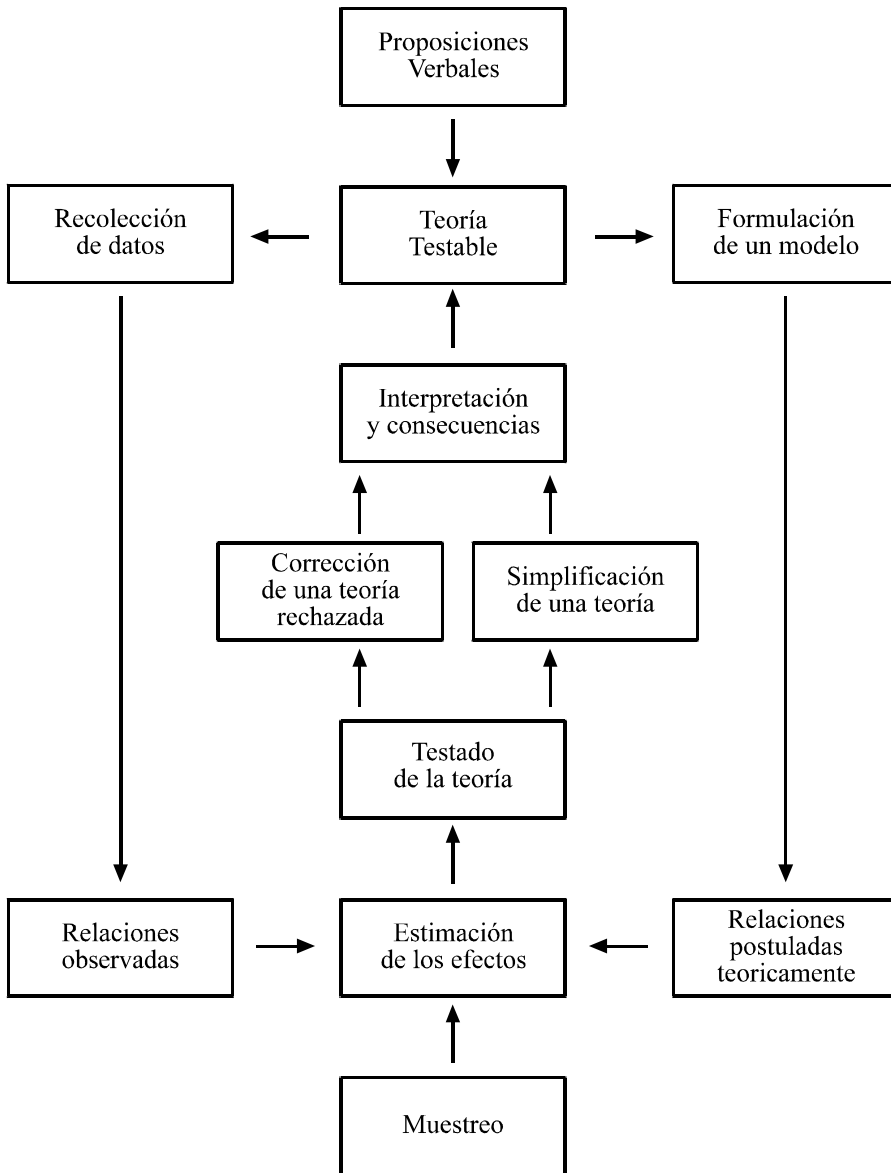 Proposiciones
Verbales
Recolección
de datos
Teoría
Testable
Formulación
de un modelo
Interpretación
y consecuencias
Corrección
de una teoría
rechazada
Simplificación
de una teoría
Testado
de la teoría
Relaciones
observadas
Estimación
de los efectos
Relaciones
postuladas
teoricamente
Muestreo